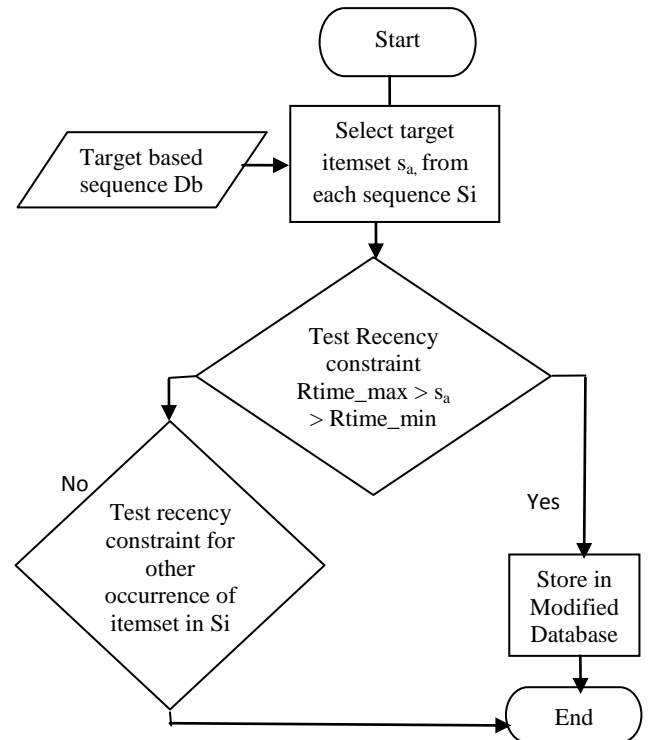 Start
Select target
itemset sa, from
each sequence Si
Target based
sequence Db
Test Recency
constraint
Rtime_max > sa
> Rtime_min
No
Yes
Test recency
constraint for
other
occurrence of
itemset in Si
Store in
Modified
Database
End